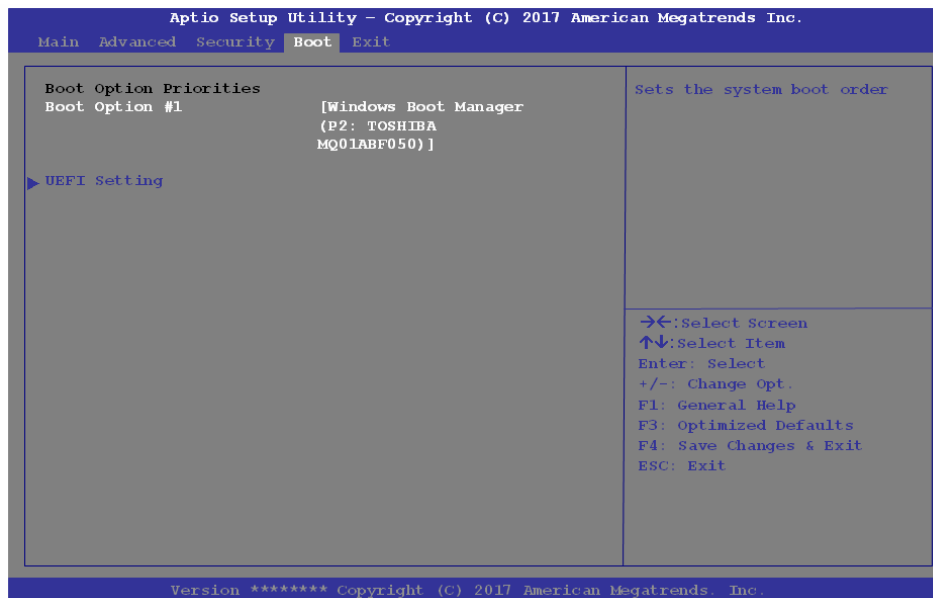 Aptio Setup Utility – Copyright (C) 2017 American Megatrends Inc.
Main Advanced Security Boot Exit
Boot Option Priorities
Boot Option #1 [Windows Boot Manager
(P2: TOSHIBA
MQ01ABF050)]
▶ UEFI Setting
Sets the system boot order
→←:Select Screen
↑↓:Select Item
Enter: Select
+/-: Change Opt.
F1: General Help
F3: Optimized Defaults
F4: Save Changes & Exit
ESC: Exit
Version ******** Copyright (C) 2017 American Megatrends. Inc.